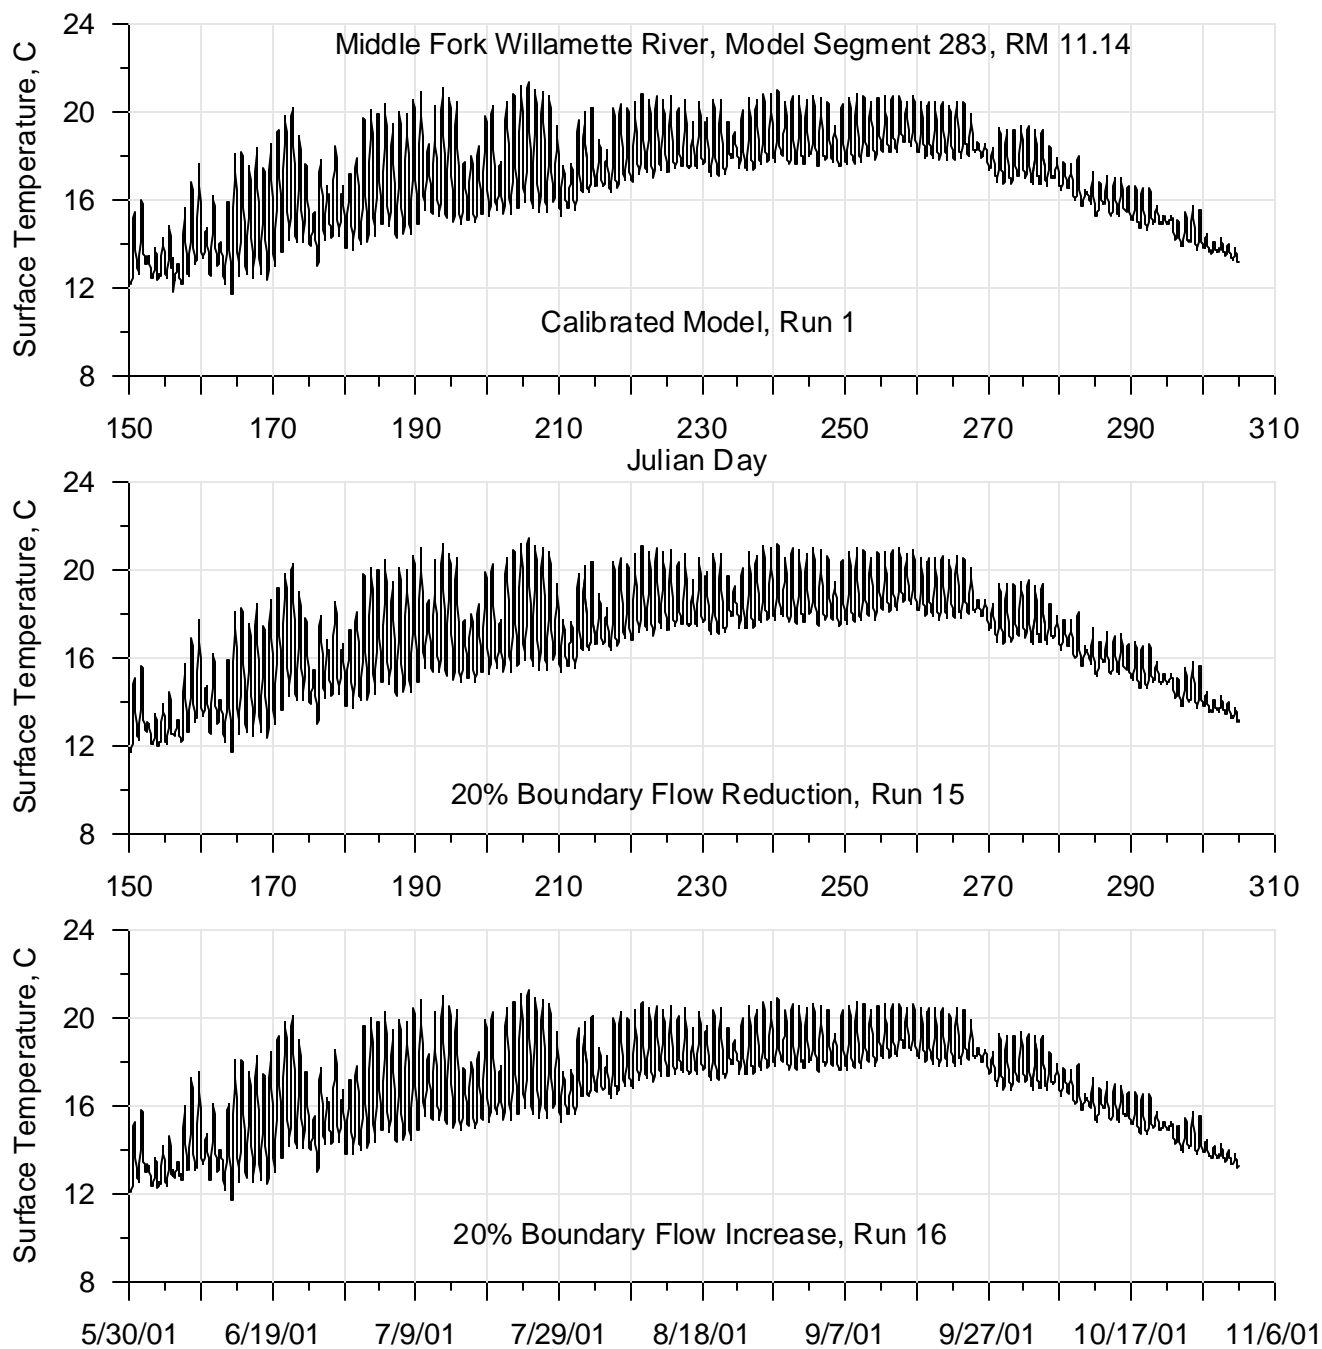 24
Middle Fork Willamette River, Model Segment 283, RM 11.14
20
16
12
8
Surface Temperature, C
Calibrated Model, Run 1
150 170 190 210 230 250 270 290 310
Julian Day
24
20
16
12
8
Surface Temperature, C
20% Boundary Flow Reduction, Run 15
150 170 190 210 230 250 270 290 310
24
20
16
12
8
Surface Temperature, C
20% Boundary Flow Increase, Run 16
5/30/01 6/19/01 7/9/01 7/29/01 8/18/01 9/7/01 9/27/01 10/17/01 11/6/01